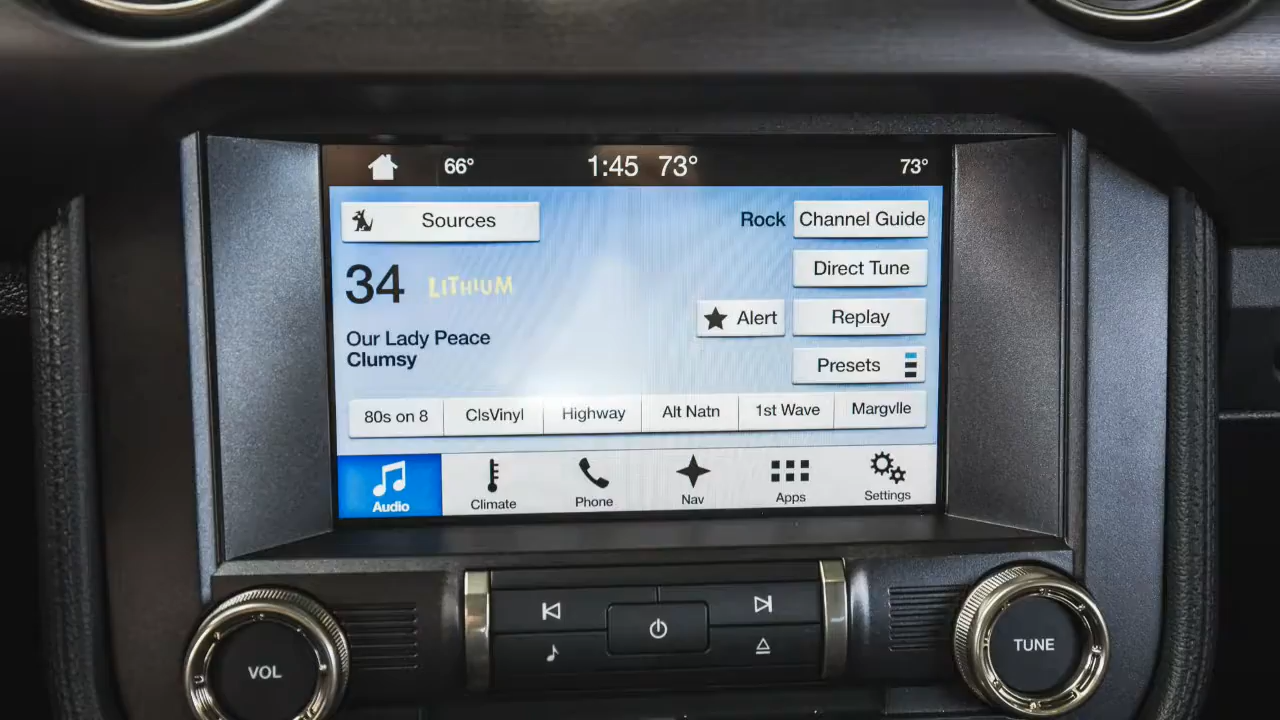 66° 1:45 73° 73°
Sources
Rock Channel Guide
34 LiTHiUM
Direct Tune
Alert Replay
Our Lady Peace
Clumsy
Presets
80s on 8 ClsVinyl Highway Alt Natn 1st Wave Margvlle
Audio Climate Phone Nav Apps Settings
VOL TUNE